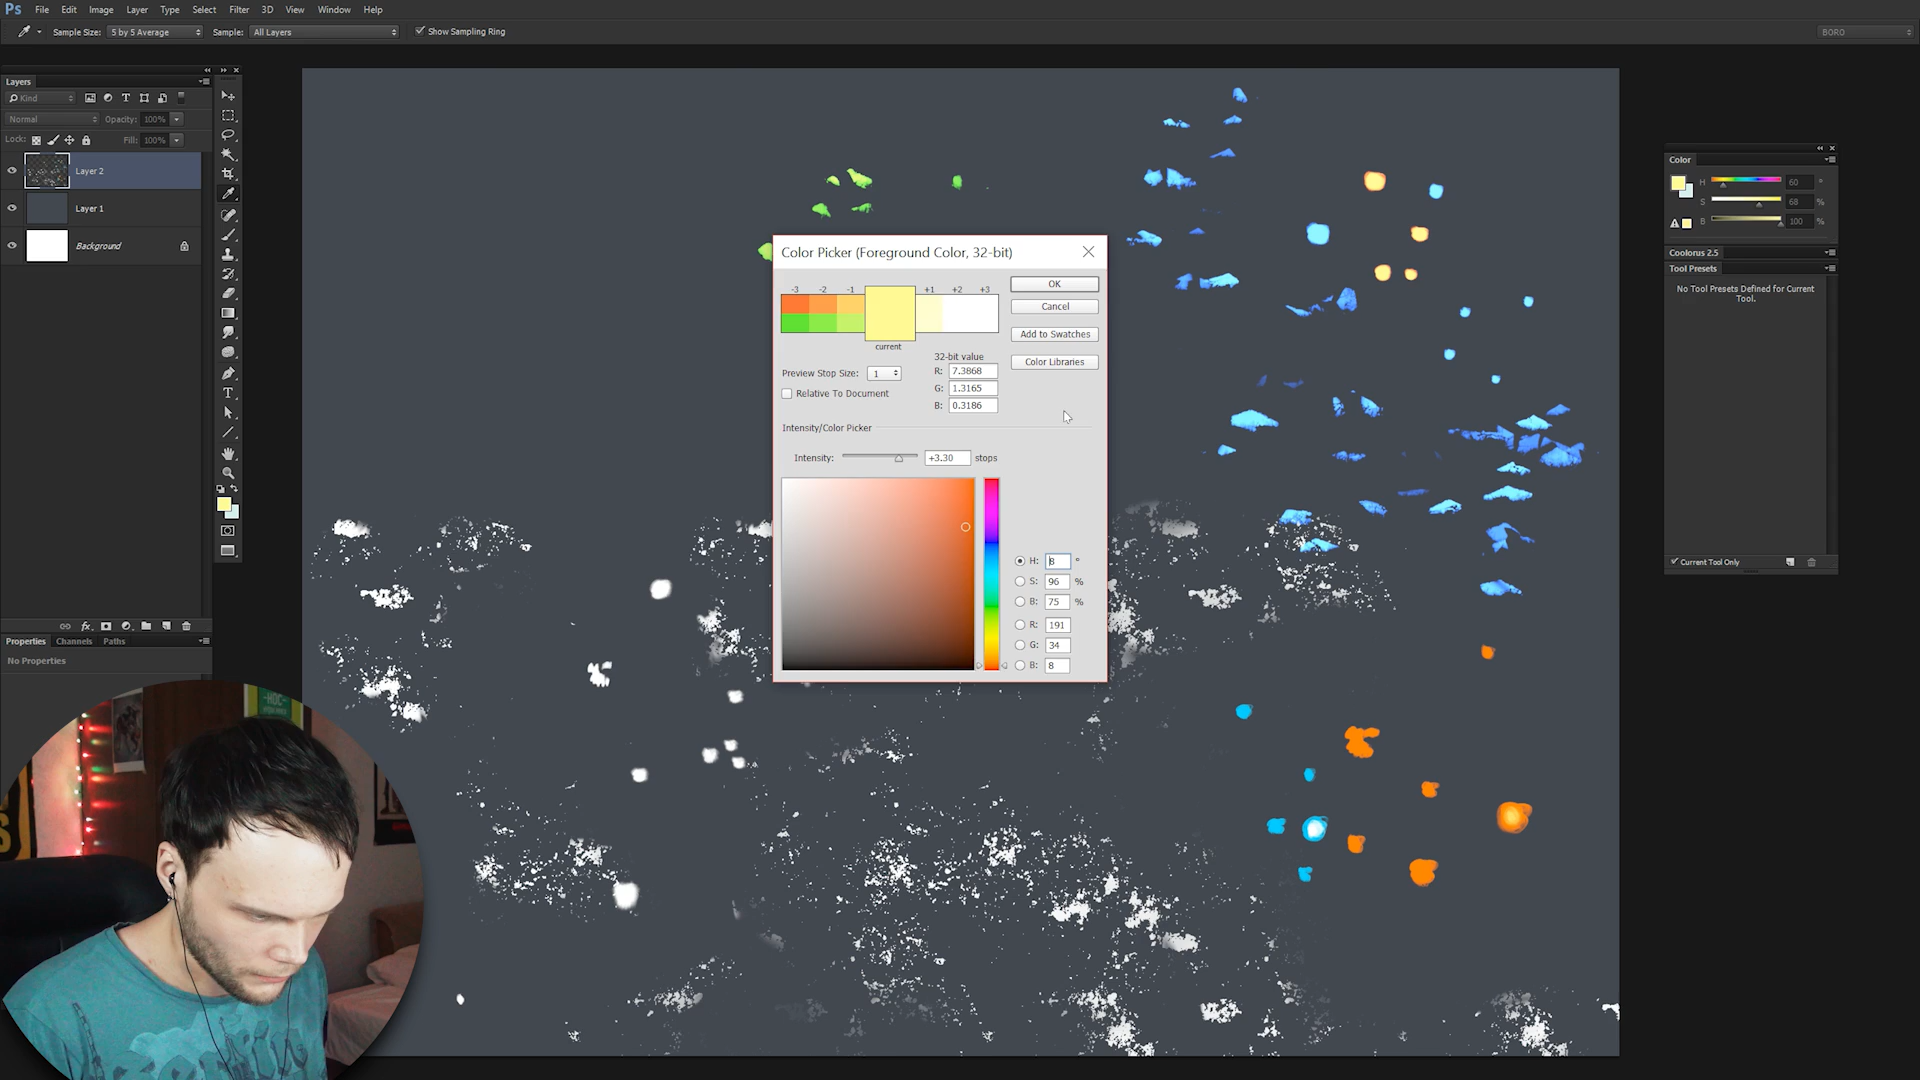 Ps File Edit Image Layer Type Select Filter 3D View Window Help
Sample Size: 5 by 5 Average Sample: All Layers Show Sampling Ring BORO
Layers
Kind
Normal Opacity: 100%
Lock: Fill: 100%
Layer 2
Layer 1
Background
Properties Channels Paths
No Properties
Color Picker (Foreground Color, 32-bit)
-3 -2 -1 +1 +2 +3
current
OK
Cancel
Add to Swatches
Color Libraries
32-bit value
Preview Stop Size: 1
Relative To Document
R: 7.3868
G: 1.3165
B: 0.3186
Intensity/Color Picker
Intensity: +3.30 stops
H: 8 °
S: 96 %
B: 75 %
R: 191
G: 34
B: 8
Color
H 60 °
S 68 %
B 100 %
Coolorus 2.5
Tool Presets
No Tool Presets Defined for Current
Tool.
Current Tool Only